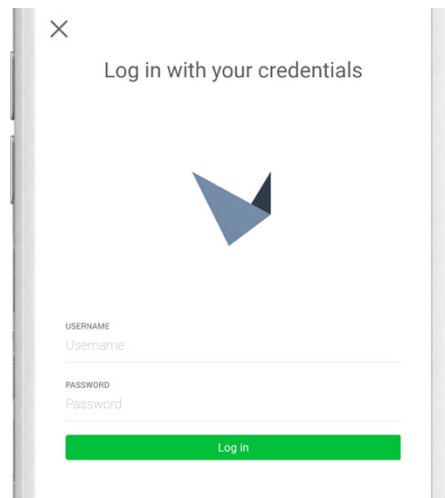 Log in with your credentials
USERNAME
Username
PASSWORD
Password
Log in